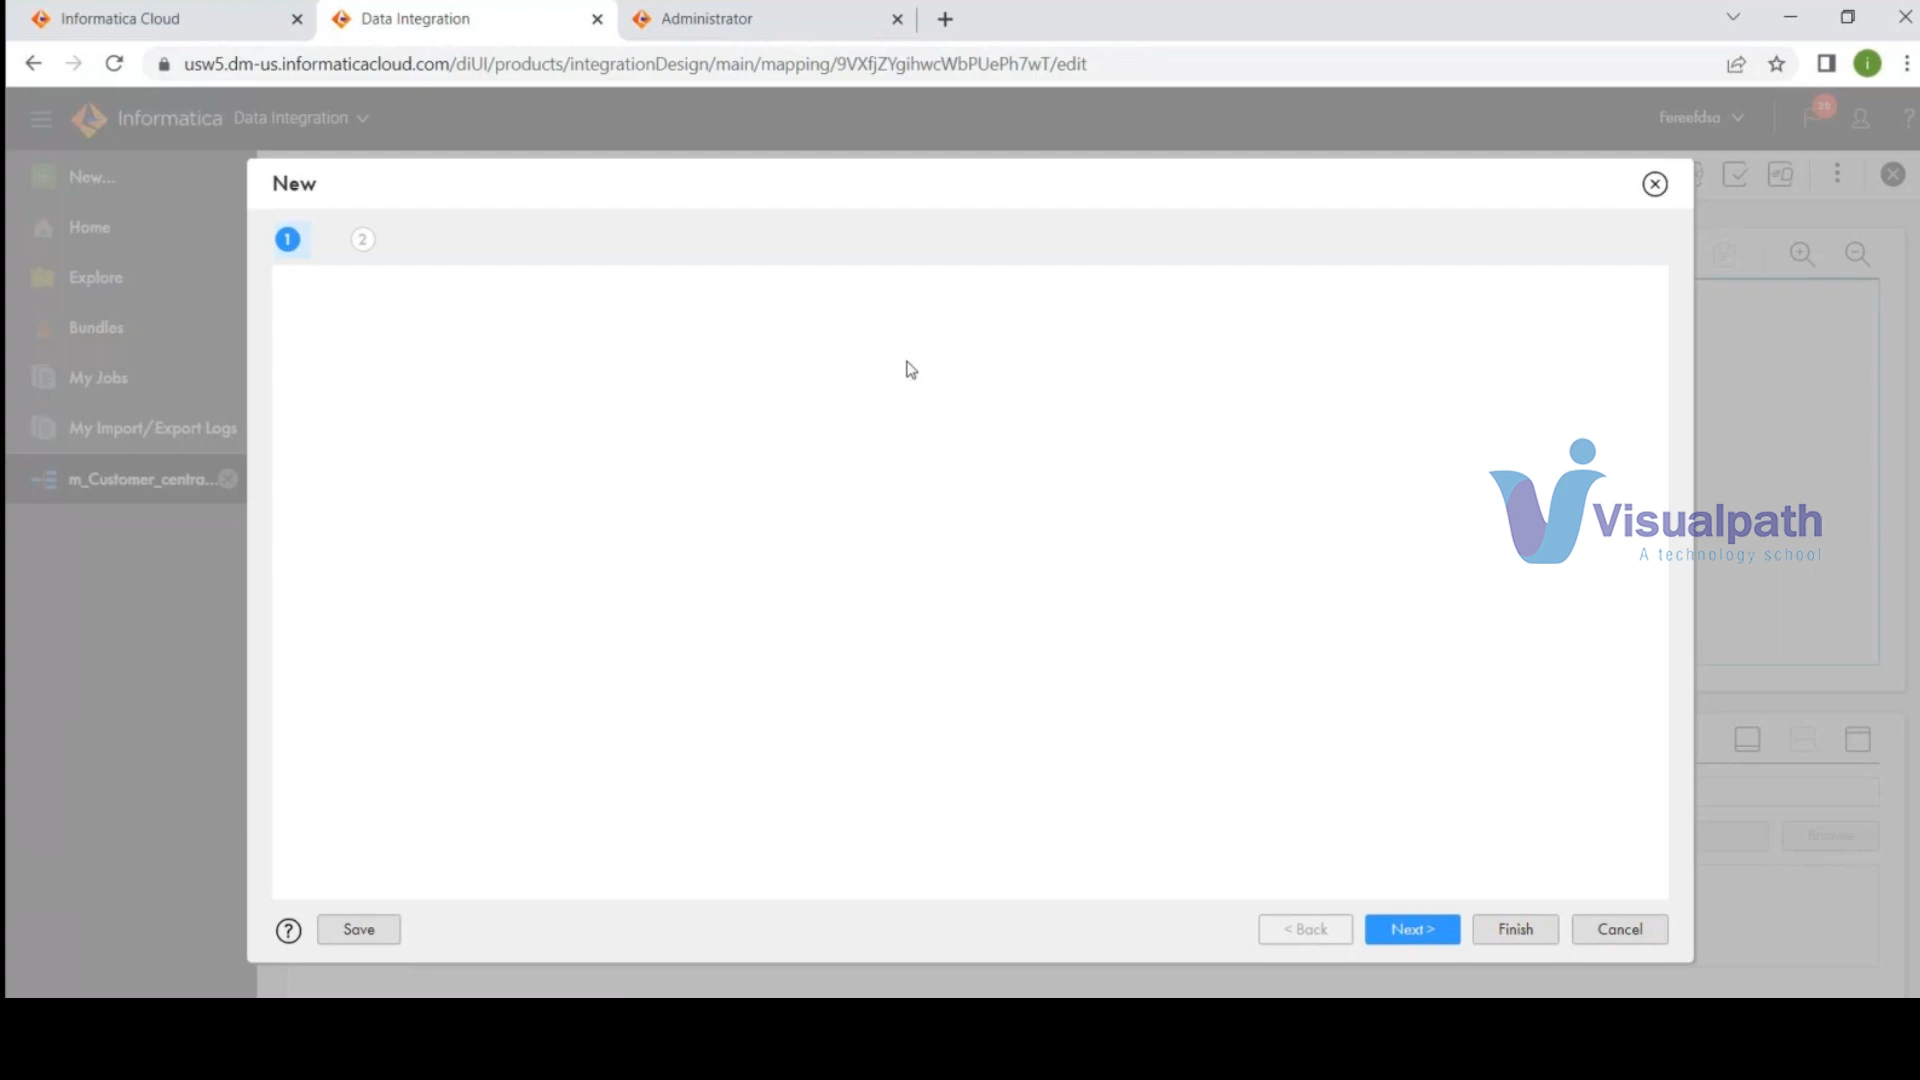 Informatica Cloud
Data Integration
Administrator
usw5.dm-us.informaticacloud.com/diUI/products/integrationDesign/main/mapping/9VXfjZYgihwcWbPUePh7wT/edit
i
Informatica Data Integration
Fereefdsa
?
New...
Home
Explore
Bundles
My Jobs
My Import/Export Logs
m_Customer_centra...
New
1
2
Visualpath
A technology school
Browse
?
Save
< Back
Next >
Finish
Cancel